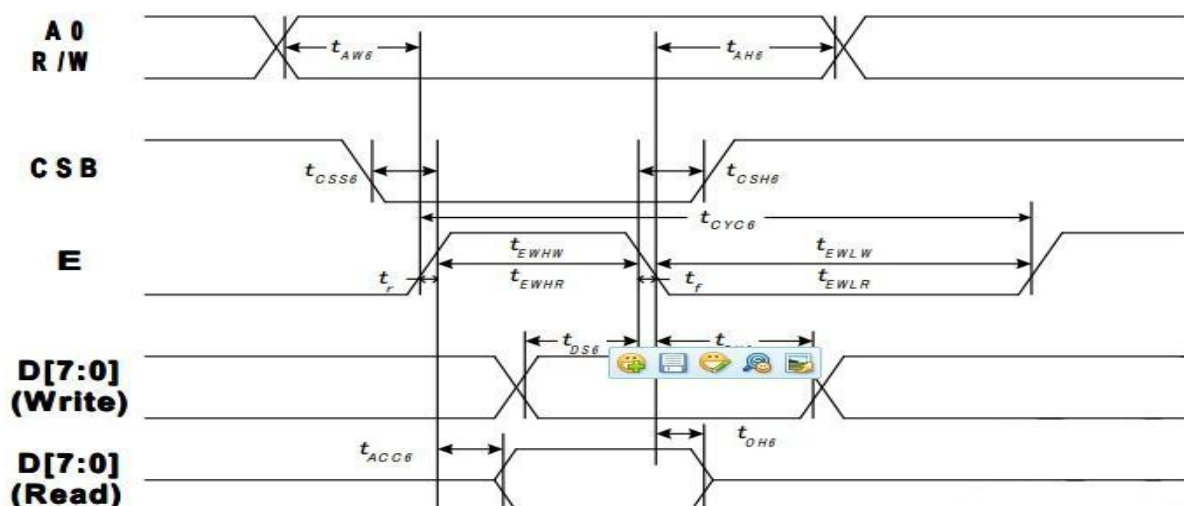 A0
R/W
tAW6
tAH6
CSB
tCSS6
tCSH6
tCYC6
E
tr
tEWHW
tEWHR
tf
tEWLW
tEWLR
D[7:0]
(Write)
tDS6
D[7:0]
(Read)
tACC6
tOH6